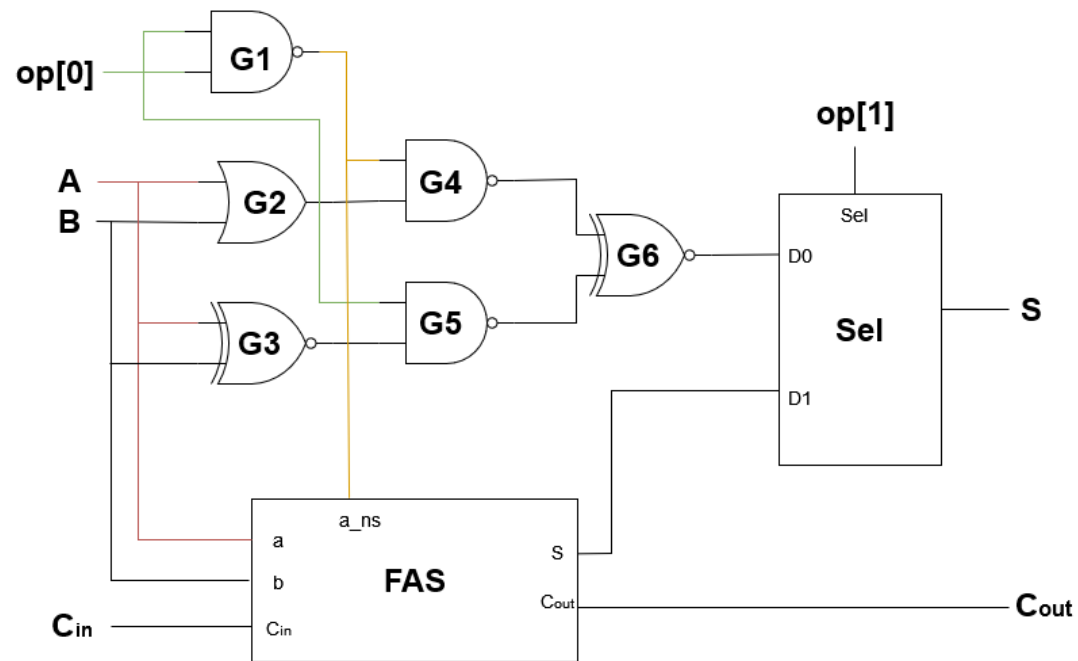 G1
op[0]
op[1]
A
G2
G4
B
Sel
G6
D0
G3
G5
S
Sel
D1
a_ns
a
S
b
FAS
Cin
Cin
Cout
Cout